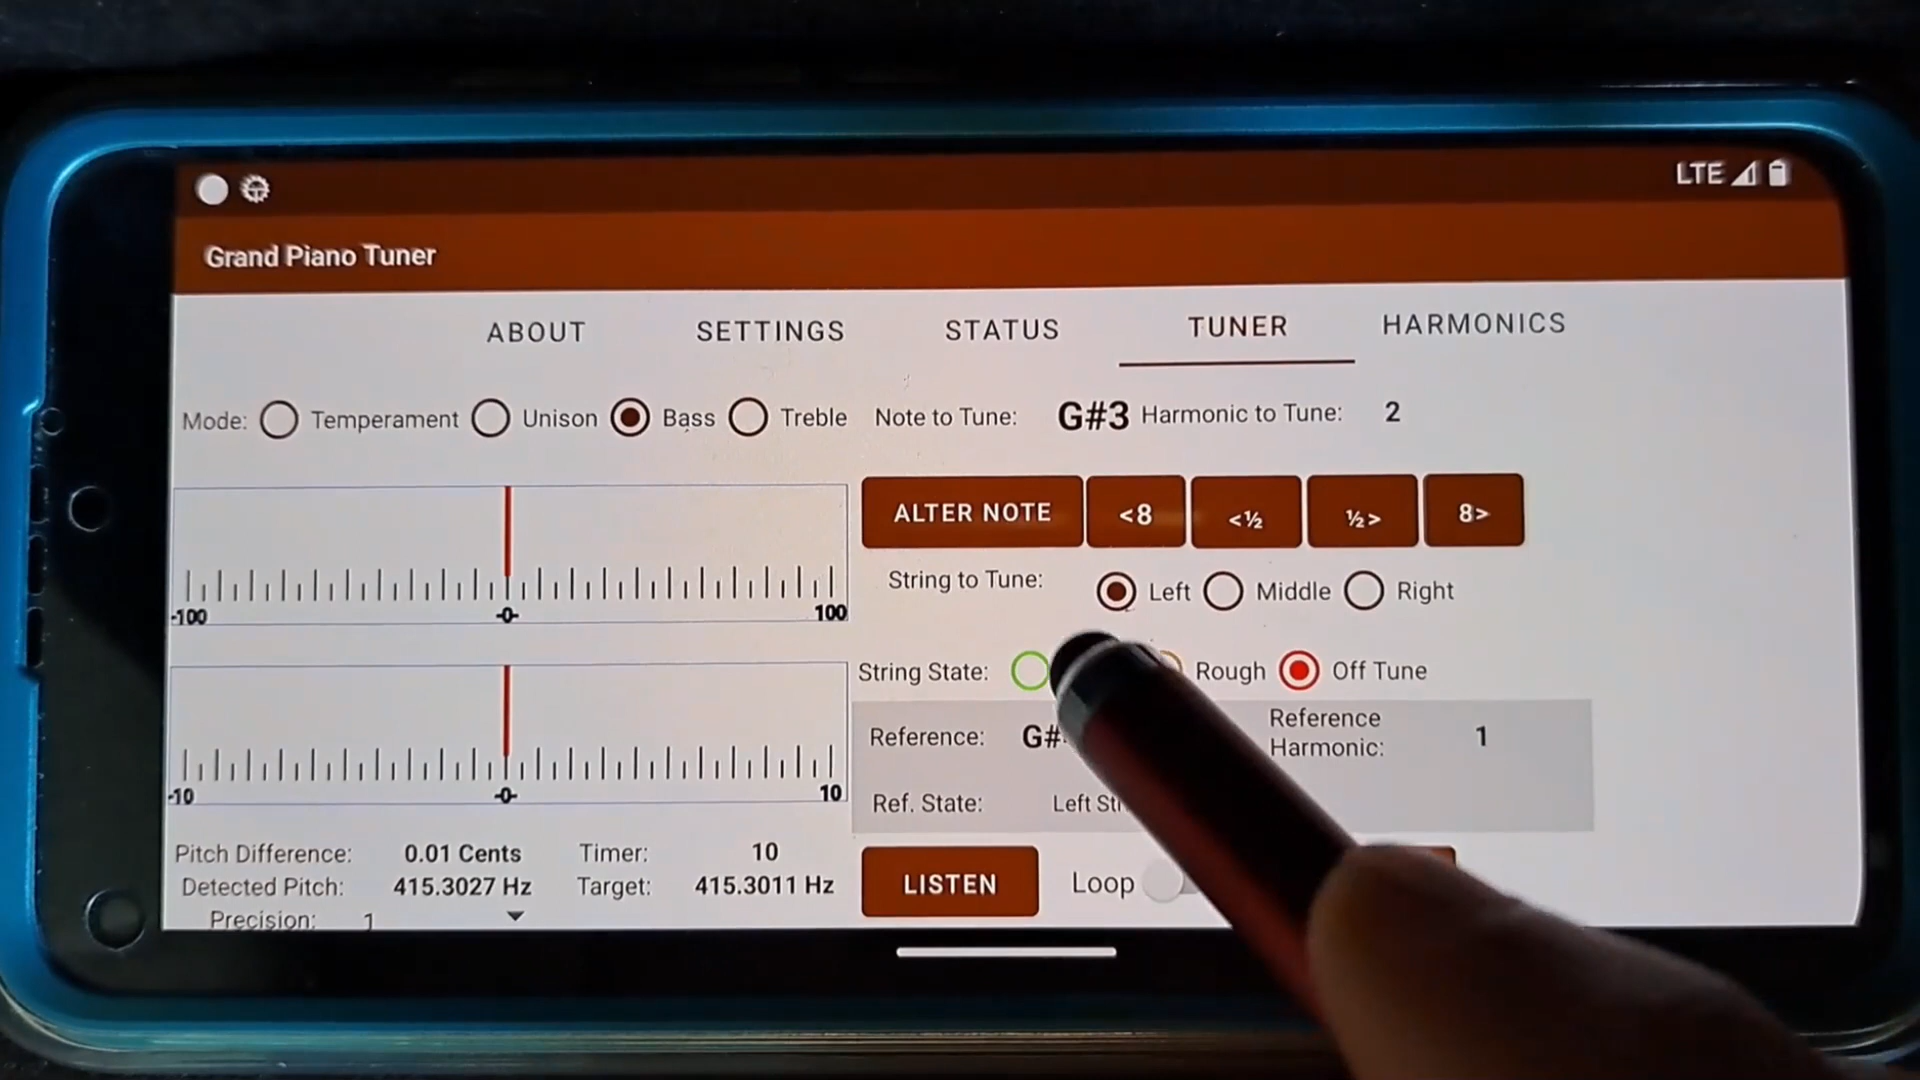 LTE
Grand Piano Tuner
ABOUT SETTINGS STATUS TUNER HARMONICS
Mode: Temperament Unison Bass Treble Note to Tune: G#3 Harmonic to Tune: 2
ALTER NOTE <8 <½ ½> 8>
-100 -0- 100
String to Tune: Left Middle Right
String State: Rough Off Tune
-10 -0- 10
Reference: G# Reference Harmonic: 1
Ref. State: Left
Pitch Difference: 0.01 Cents Timer: 10
Detected Pitch: 415.3027 Hz Target: 415.3011 Hz
Precision: 1
LISTEN Loop